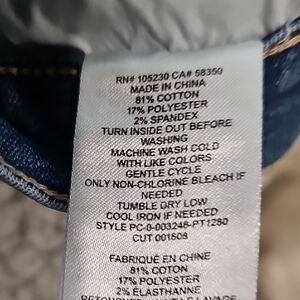 RN# 105230 CA# 58350
MADE IN CHINA
81% COTTON
17% POLYESTER
2% SPANDEX
TURN INSIDE OUT BEFORE
WASHING
MACHINE WASH COLD
WITH LIKE COLORS
GENTLE CYCLE
ONLY NON-CHLORINE BLEACH IF
NEEDED
TUMBLE DRY LOW
COOL IRON IF NEEDED
STYLE PC-0-003246-PT1280
CUT 001508
FABRIQUÉ EN CHINE
81% COTON
17% POLYESTER
2% ÉLASTHANNE